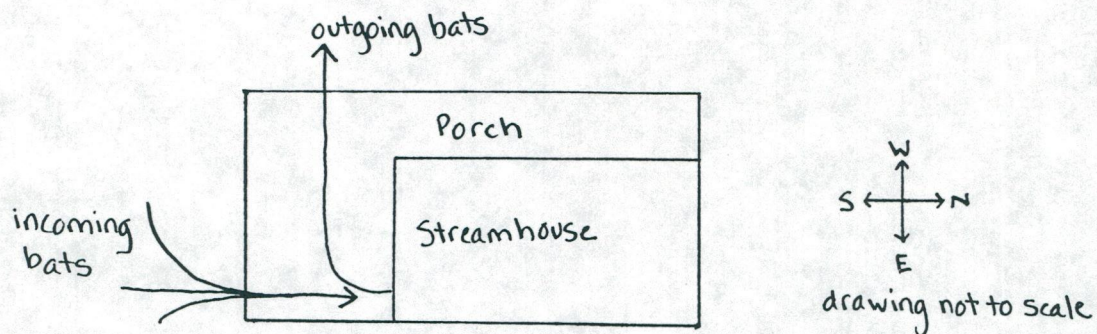 outgoing bats
Porch
incoming
bats
Streamhouse
W
S N
E
drawing not to scale